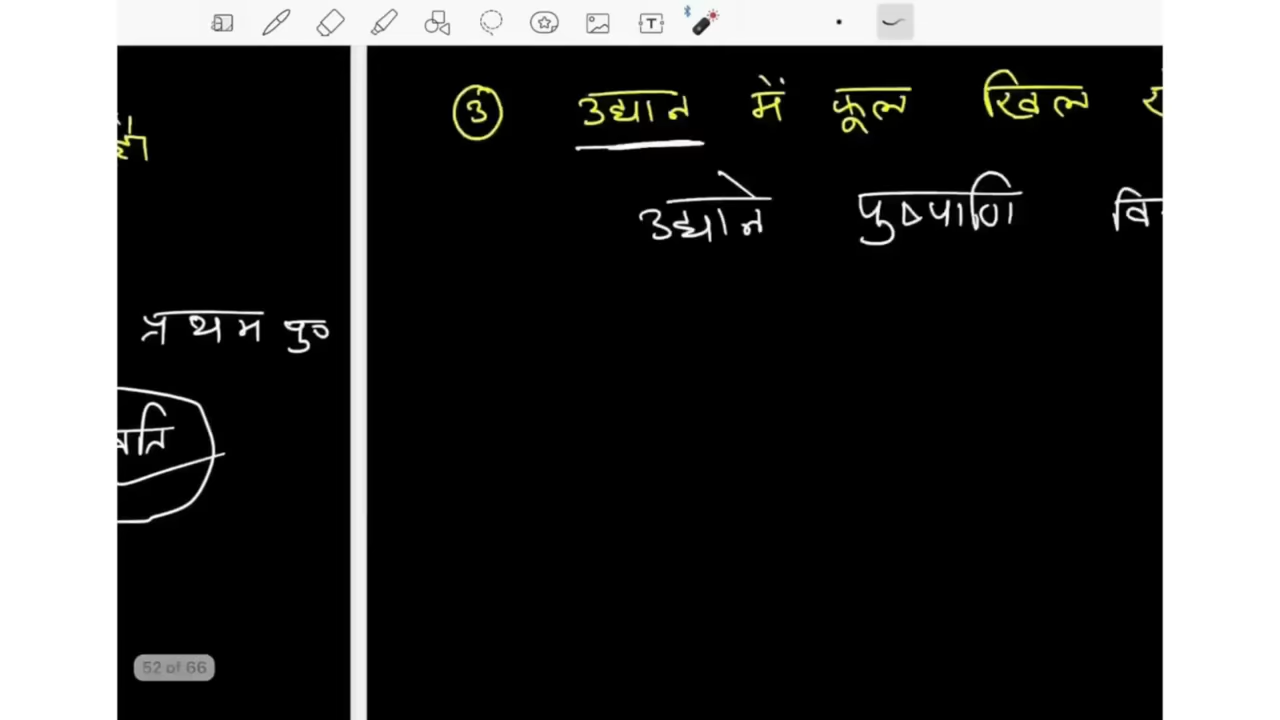 ③ उद्यान में फूल खिल
उद्याने पुष्पाणि
प्रथम पु०
52 of 66